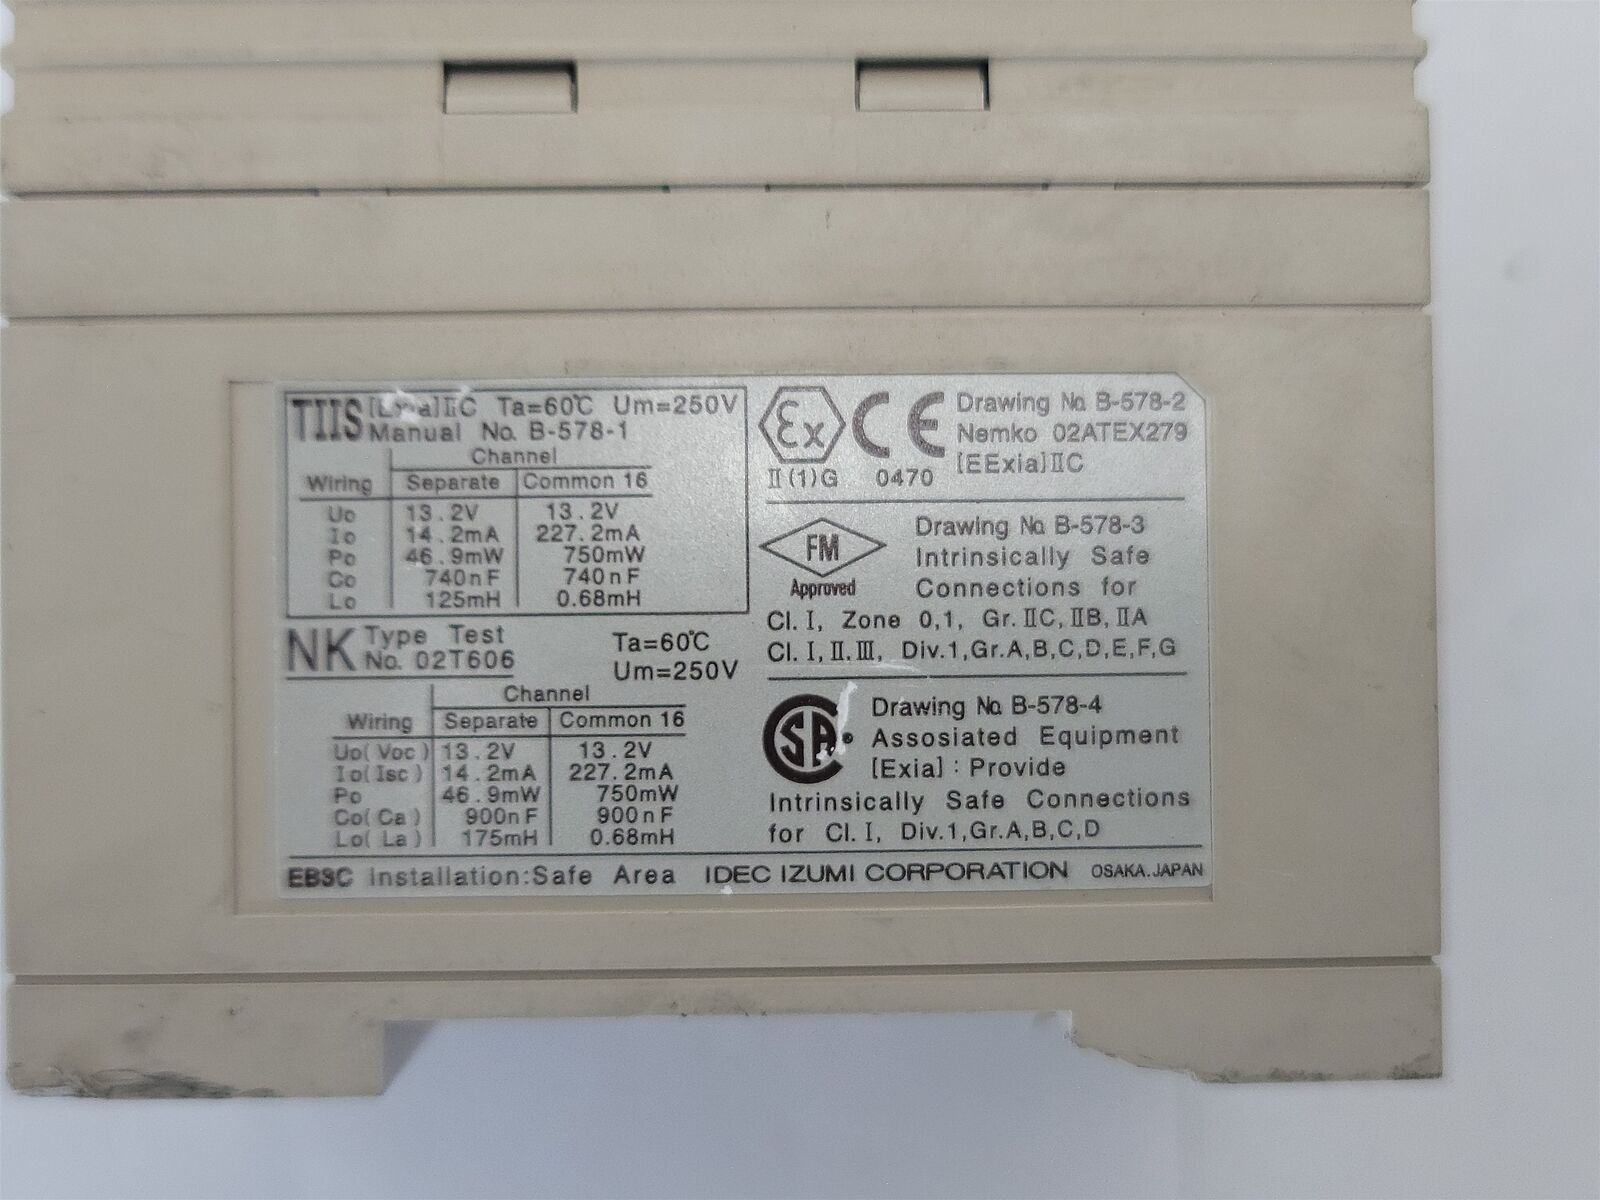 TIIS [Exia]ⅡC Ta=60℃ Um=250V
Manual No. B-578-1
Channel
Wiring Separate Common 16
Uo 13.2V 13.2V
Io 14.2mA 227.2mA
Po 46.9mW 750mW
Co 740nF 740nF
Lo 125mH 0.68mH
NK Type Test
No. 02T606
Ta=60℃
Um=250V
Channel
Wiring Separate Common 16
Uo(Voc) 13.2V 13.2V
Io(Isc) 14.2mA 227.2mA
Po 46.9mW 750mW
Co(Ca) 900nF 900nF
Lo(La) 175mH 0.68mH
Ex CE Drawing No. B-578-2
Nemko 02ATEX279
[EExia]ⅡC
Ⅱ(1)G 0470
FM
Approved
Drawing No. B-578-3
Intrinsically Safe
Connections for
Cl.Ⅰ, Zone 0,1, Gr.ⅡC,ⅡB,ⅡA
Cl.Ⅰ,Ⅱ.Ⅲ, Div.1,Gr.A,B,C,D,E,F,G
CSA Drawing No. B-578-4
Assosiated Equipment
[Exia] : Provide
Intrinsically Safe Connections
for Cl.Ⅰ, Div.1,Gr.A,B,C,D
EB3C Installation:Safe Area IDEC IZUMI CORPORATION OSAKA.JAPAN